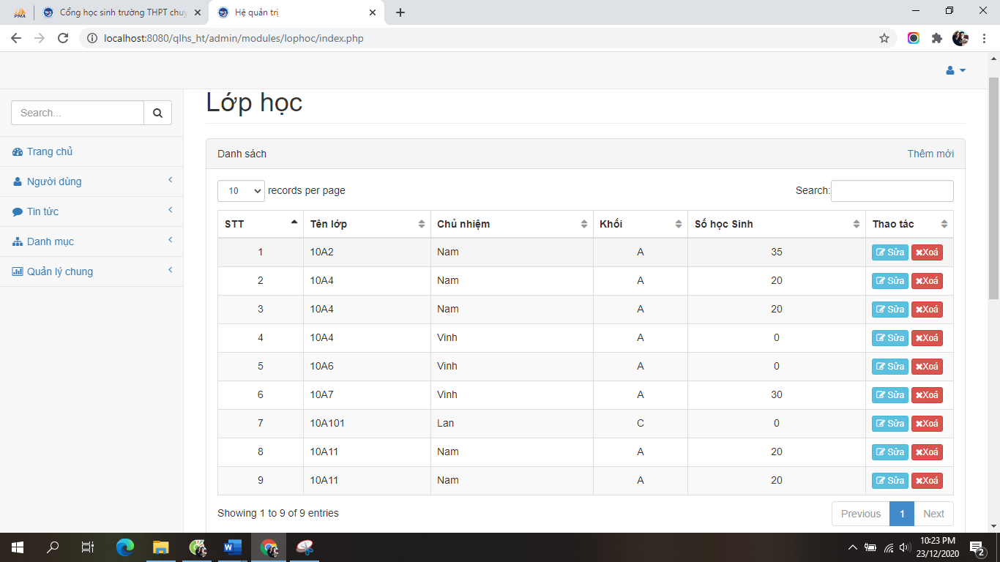 PMA Cổng học sinh trường THPT chuy Hệ quản trị
localhost:8080/qlhs_ht/admin/modules/lophoc/index.php
Lớp học
Search...
Trang chủ
Người dùng
Tin tức
Danh mục
Quản lý chung
Danh sách Thêm mới
10 records per page Search:
STT Tên lớp Chủ nhiệm Khối Số học Sinh Thao tác
1 10A2 Nam A 35 Sửa Xoá
2 10A4 Nam A 20 Sửa Xoá
3 10A4 Nam A 20 Sửa Xoá
4 10A4 Vinh A 0 Sửa Xoá
5 10A6 Vinh A 0 Sửa Xoá
6 10A7 Vinh A 30 Sửa Xoá
7 10A101 Lan C 0 Sửa Xoá
8 10A11 Nam A 20 Sửa Xoá
9 10A11 Nam A 20 Sửa Xoá
Showing 1 to 9 of 9 entries Previous 1 Next
10:23 PM
23/12/2020
2